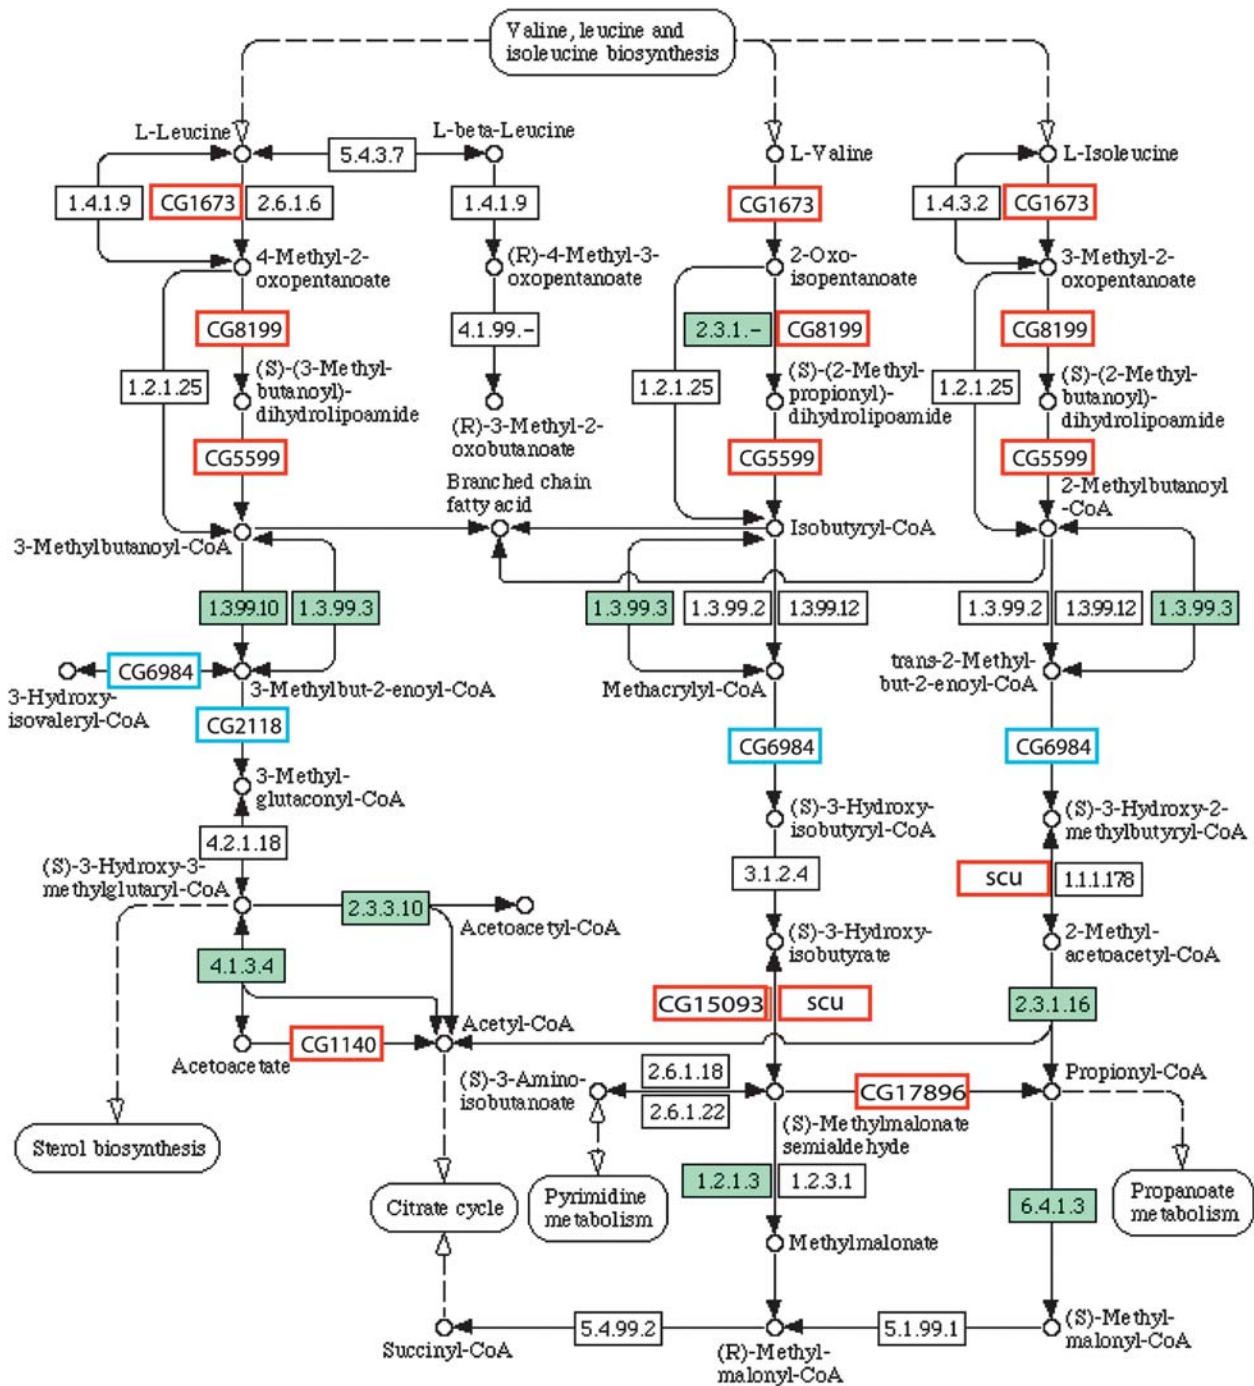 Valine, leucine and
isoleucine biosynthesis
L-Leucine
5.4.3.7
L-beta-Leucine
L-Valine
L-Isoleucine
1.4.1.9
CG1673
2.6.1.6
1.4.1.9
CG1673
1.4.3.2
CG1673
4-Methyl-2-
oxopentanoate
(R)-4-Methyl-3-
oxopentanoate
2-Oxo-
isopentanoate
3-Methyl-2-
oxopentanoate
CG8199
4.1.99.-
2.3.1.-
CG8199
CG8199
1.2.1.25
(S)-(3-Methyl-
butanoyl)-
dihydrolipoamide
1.2.1.25
(S)-(2-Methyl-
propionyl)-
dihydrolipoamide
1.2.1.25
(S)-(2-Methyl-
butanoyl)-
dihydrolipoamide
(R)-3-Methyl-2-
oxobutanoate
CG5599
CG5599
CG5599
Branched chain
fatty acid
2-Methylbutanoyl
-CoA
3-Methylbutanoyl-CoA
Isobutyryl-CoA
1.3.99.10
1.3.99.3
1.3.99.3
1.3.99.2
1.3.99.12
1.3.99.2
1.3.99.12
1.3.99.3
CG6984
3-Hydroxy-
isovaleryl-CoA
3-Methylbut-2-enoyl-CoA
Methacrylyl-CoA
trans-2-Methyl-
but-2-enoyl-CoA
CG2118
CG6984
CG6984
3-Methyl-
glutaconyl-CoA
(S)-3-Hydroxy-
isobutyryl-CoA
(S)-3-Hydroxy-2-
methylbutyryl-CoA
4.2.1.18
3.1.2.4
scu
1.1.1.178
(S)-3-Hydroxy-3-
methylglutaryl-CoA
2.3.3.10
Acetoacetyl-CoA
(S)-3-Hydroxy-
isobutyrate
2-Methyl-
acetoacetyl-CoA
4.1.3.4
CG15093
scu
2.3.1.16
Acetoacetate
CG1140
Acetyl-CoA
(S)-3-Amino-
isobutanoate
2.6.1.18
2.6.1.22
CG17896
Propionyl-CoA
(S)-Methylmalonate
semialdehyde
Sterol biosynthesis
Citrate cycle
Pyrimidine
metabolism
1.2.1.3
1.2.3.1
6.4.1.3
Propanoate
metabolism
Methylmalonate
Succinyl-CoA
5.4.99.2
(R)-Methyl-
malonyl-CoA
5.1.99.1
(S)-Methyl-
malonyl-CoA